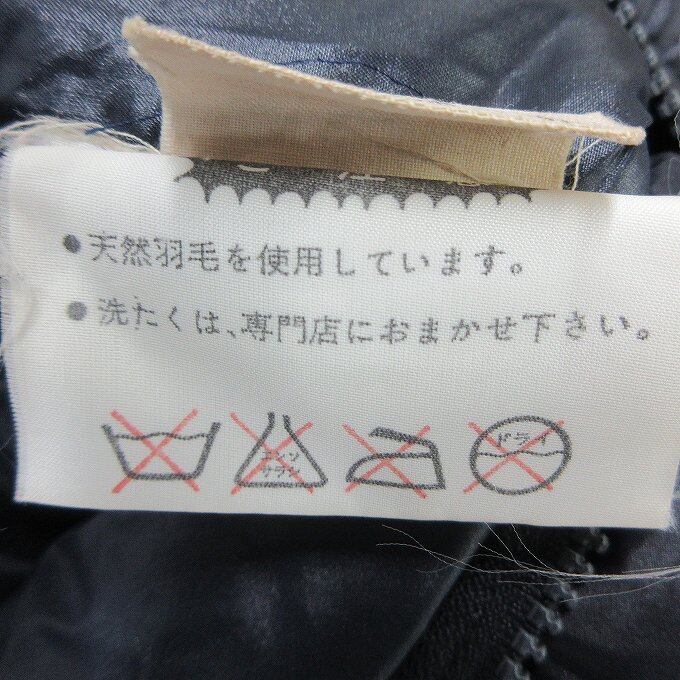 ●天然羽毛を使用しています。
●洗たくは、専門店におまかせ下さい。
エンソ
サラシ
ドライ